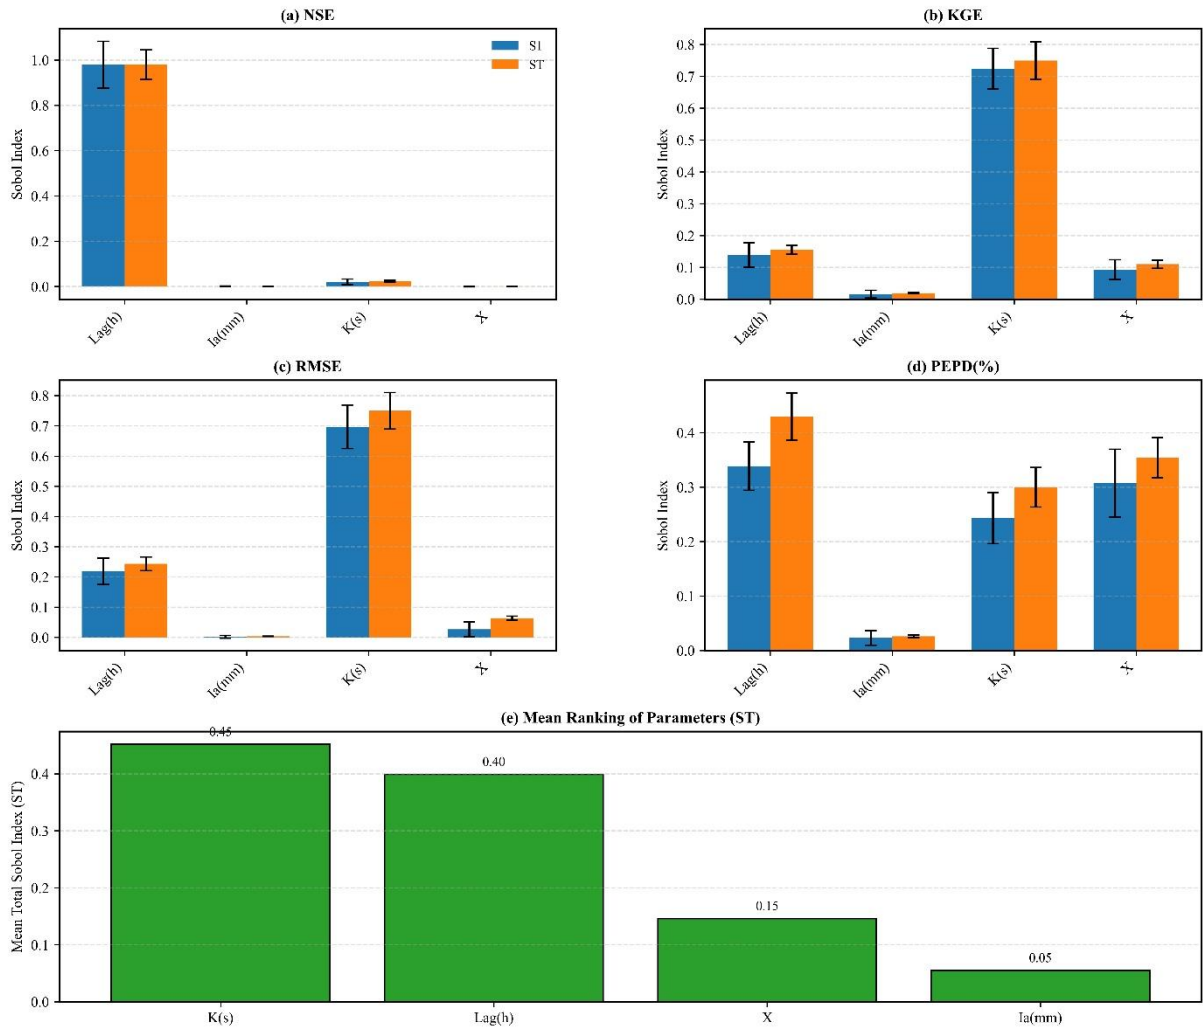 (a) NSE
S1
ST
1.0
0.8
0.6
0.4
0.2
0.0
Sobol Index
Lag(h)
Ia(mm)
K(s)
X
(b) KGE
0.8
0.7
0.6
0.5
0.4
0.3
0.2
0.1
0.0
Sobol Index
Lag(h)
Ia(mm)
K(s)
X
(c) RMSE
0.8
0.7
0.6
0.5
0.4
0.3
0.2
0.1
0.0
Sobol Index
Lag(h)
Ia(mm)
K(s)
X
(d) PEPD(%)
0.4
0.3
0.2
0.1
0.0
Sobol Index
Lag(h)
Ia(mm)
K(s)
X
(e) Mean Ranking of Parameters (ST)
0.45
0.40
0.15
0.05
0.4
0.3
0.2
0.1
0.0
Mean Total Sobol Index (ST)
K(s)
Lag(h)
X
Ia(mm)